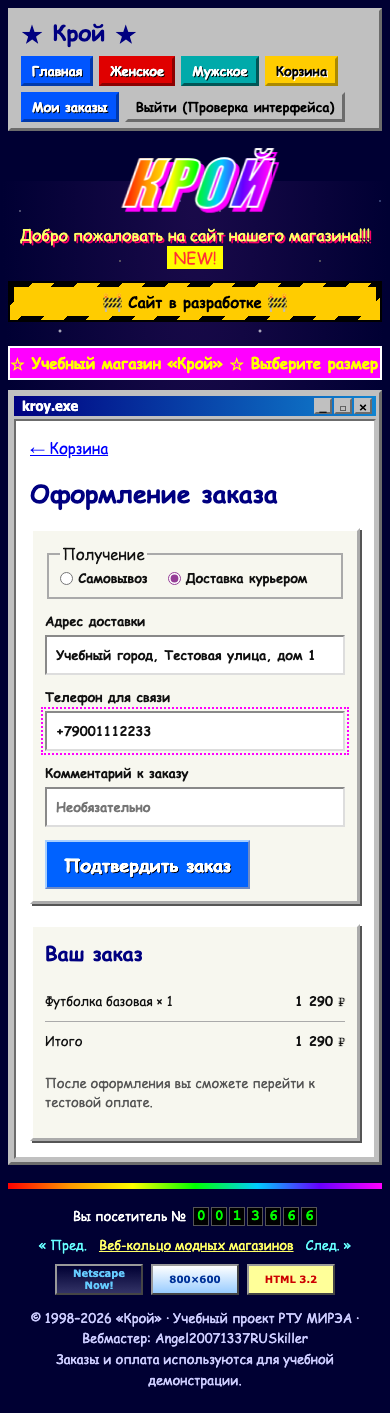 ★ Крой ★
Главная Женское Мужское Корзина
Мои заказы Выйти (Проверка интерфейса)
КРОЙ
Добро пожаловать на сайт нашего магазина!!!
NEW!
🚧 Сайт в разработке 🚧
☆ Учебный магазин «Крой» ☆ Выберите размер
kroy.exe
← Корзина
Оформление заказа
Получение
Самовывоз Доставка курьером
Адрес доставки
Учебный город, Тестовая улица, дом 1
Телефон для связи
+79001112233
Комментарий к заказу
Необязательно
Подтвердить заказ
Ваш заказ
Футболка базовая × 1 1 290 ₽
Итого 1 290 ₽
После оформления вы сможете перейти к
тестовой оплате.
Вы посетитель № 0013666
« Пред. Веб-кольцо модных магазинов След. »
Netscape
Now!
800×600
HTML 3.2
© 1998–2026 «Крой» · Учебный проект РТУ МИРЭА ·
Вебмастер: Angel20071337RUSkiller
Заказы и оплата используются для учебной
демонстрации.